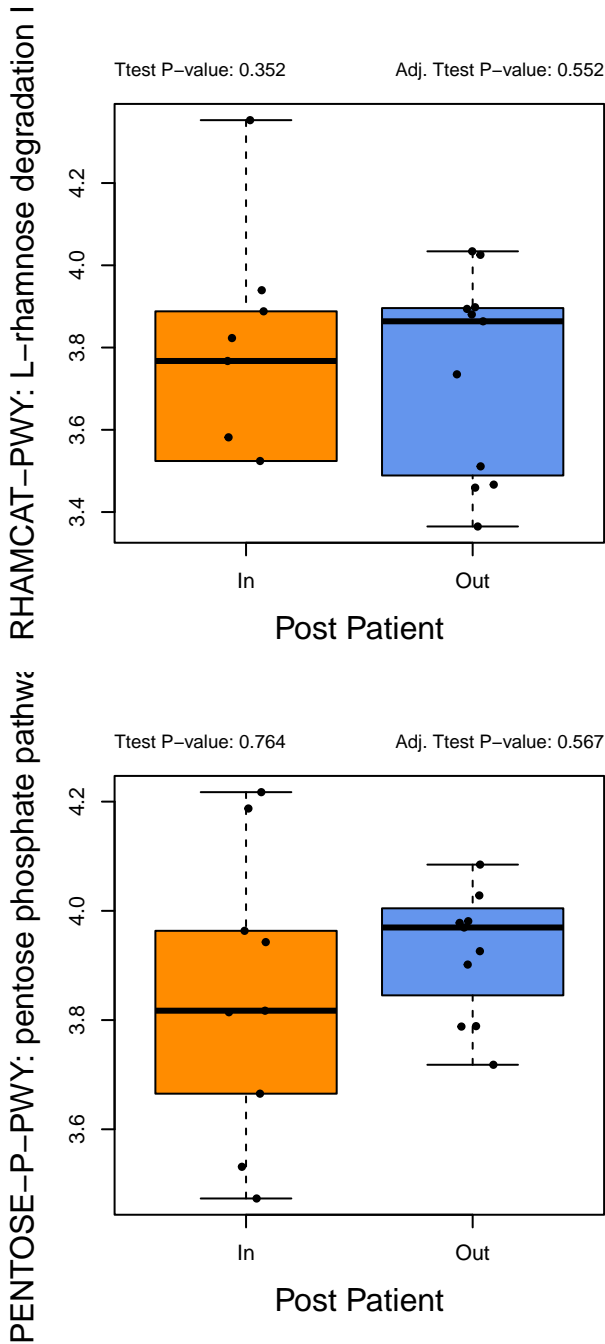 RHAMCAT−PWY: L−rhamnose degradation I
Ttest P−value: 0.352 Adj. Ttest P−value: 0.552
4.2
4.0
3.8
3.6
3.4
In Out
Post Patient
PENTOSE−P−PWY: pentose phosphate
Ttest P−value: 0.764 Adj. Ttest P−value: 0.567
4.2
4.0
3.8
3.6
In Out
Post Patient